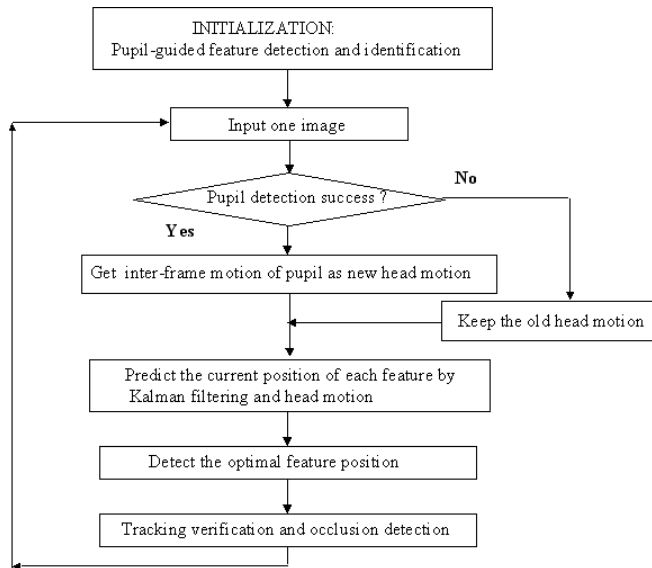 INITIALIZATION:
Pupil-guided feature detection and identification
Input one image
Pupil detection success ?
No
Yes
Get inter-frame motion of pupil as new head motion
Keep the old head motion
Predict the current position of each feature by
Kalman filtering and head motion
Detect the optimal feature position
Tracking verification and occlusion detection